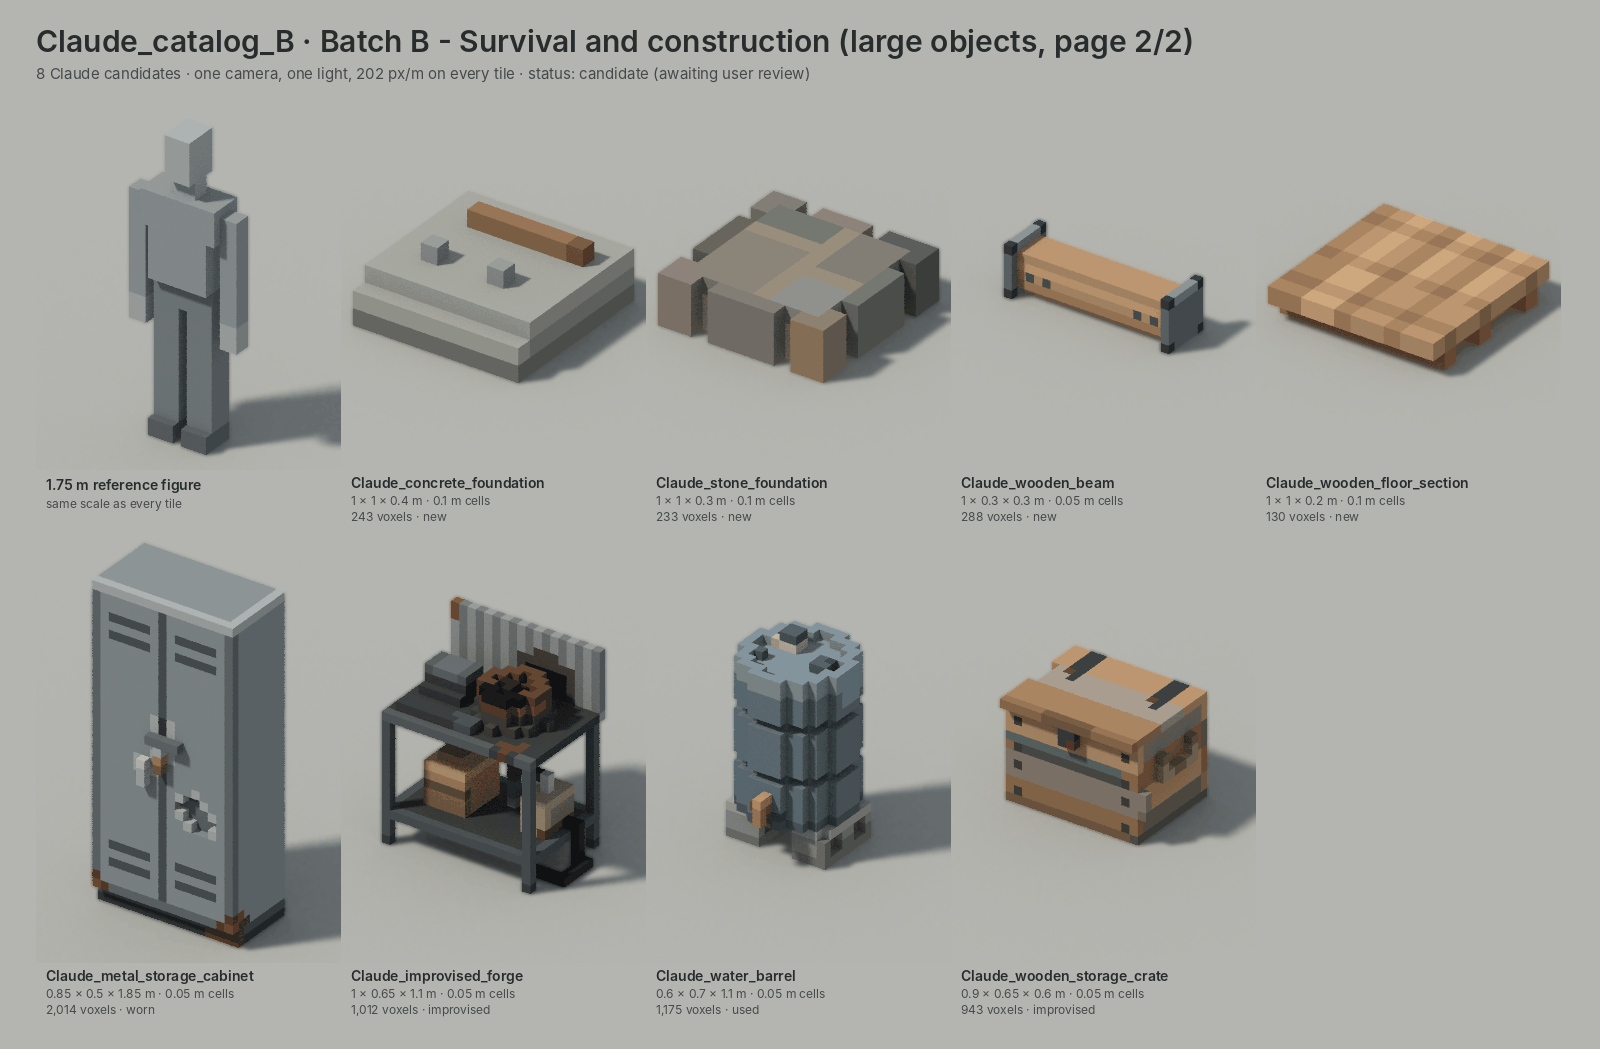 Claude_catalog_B · Batch B - Survival and construction (large objects, page 2/2)
8 Claude candidates · one camera, one light, 202 px/m on every tile · status: candidate (awaiting user review)
1.75 m reference figure
same scale as every tile
Claude_concrete_foundation
1 × 1 × 0.4 m · 0.1 m cells
243 voxels · new
Claude_stone_foundation
1 × 1 × 0.3 m · 0.1 m cells
233 voxels · new
Claude_wooden_beam
1 × 0.3 × 0.3 m · 0.05 m cells
288 voxels · new
Claude_wooden_floor_section
1 × 1 × 0.2 m · 0.1 m cells
130 voxels · new
Claude_metal_storage_cabinet
0.85 × 0.5 × 1.85 m · 0.05 m cells
2,014 voxels · worn
Claude_improvised_forge
1 × 0.65 × 1.1 m · 0.05 m cells
1,012 voxels · improvised
Claude_water_barrel
0.6 × 0.7 × 1.1 m · 0.05 m cells
1,175 voxels · used
Claude_wooden_storage_crate
0.9 × 0.65 × 0.6 m · 0.05 m cells
943 voxels · improvised